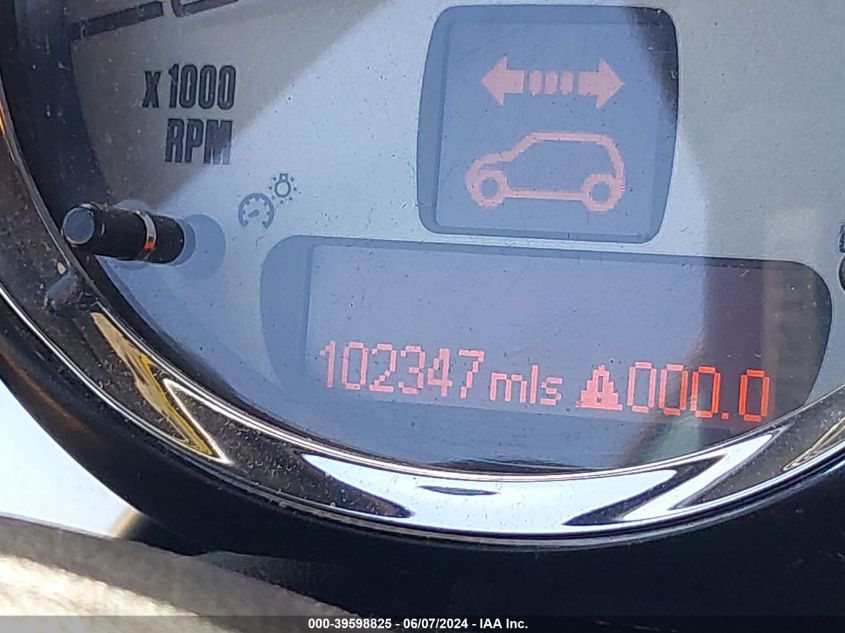 x 1000
RPM
102347 mls 000.0
000-39598825 | 06/07/2024 - IAA Inc.